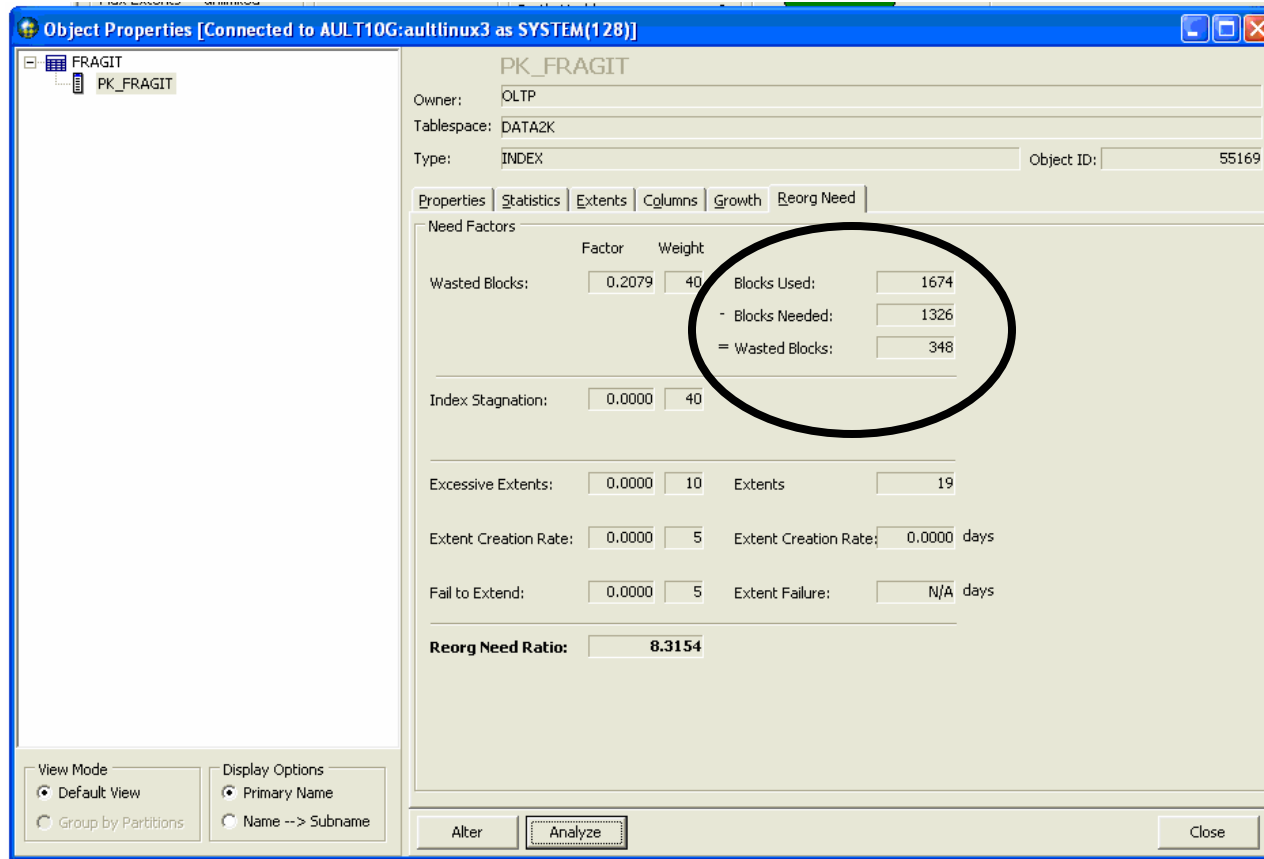 Max Extents unlimited
Object Properties [Connected to AULT10G:aultlinux3 as SYSTEM(128)]
FRAGIT
PK_FRAGIT
PK_FRAGIT
Owner: OLTP
Tablespace: DATA2K
Type: INDEX Object ID: 55169
Properties Statistics Extents Columns Growth Reorg Need
Need Factors
Factor Weight
Wasted Blocks: 0.2079 40 Blocks Used: 1674
- Blocks Needed: 1326
= Wasted Blocks: 348
Index Stagnation: 0.0000 40
Excessive Extents: 0.0000 10 Extents 19
Extent Creation Rate: 0.0000 5 Extent Creation Rate: 0.0000 days
Fail to Extend: 0.0000 5 Extent Failure: N/A days
Reorg Need Ratio: 8.3154
View Mode
Default View
Group by Partitions
Display Options
Primary Name
Name --> Subname
Alter Analyze Close